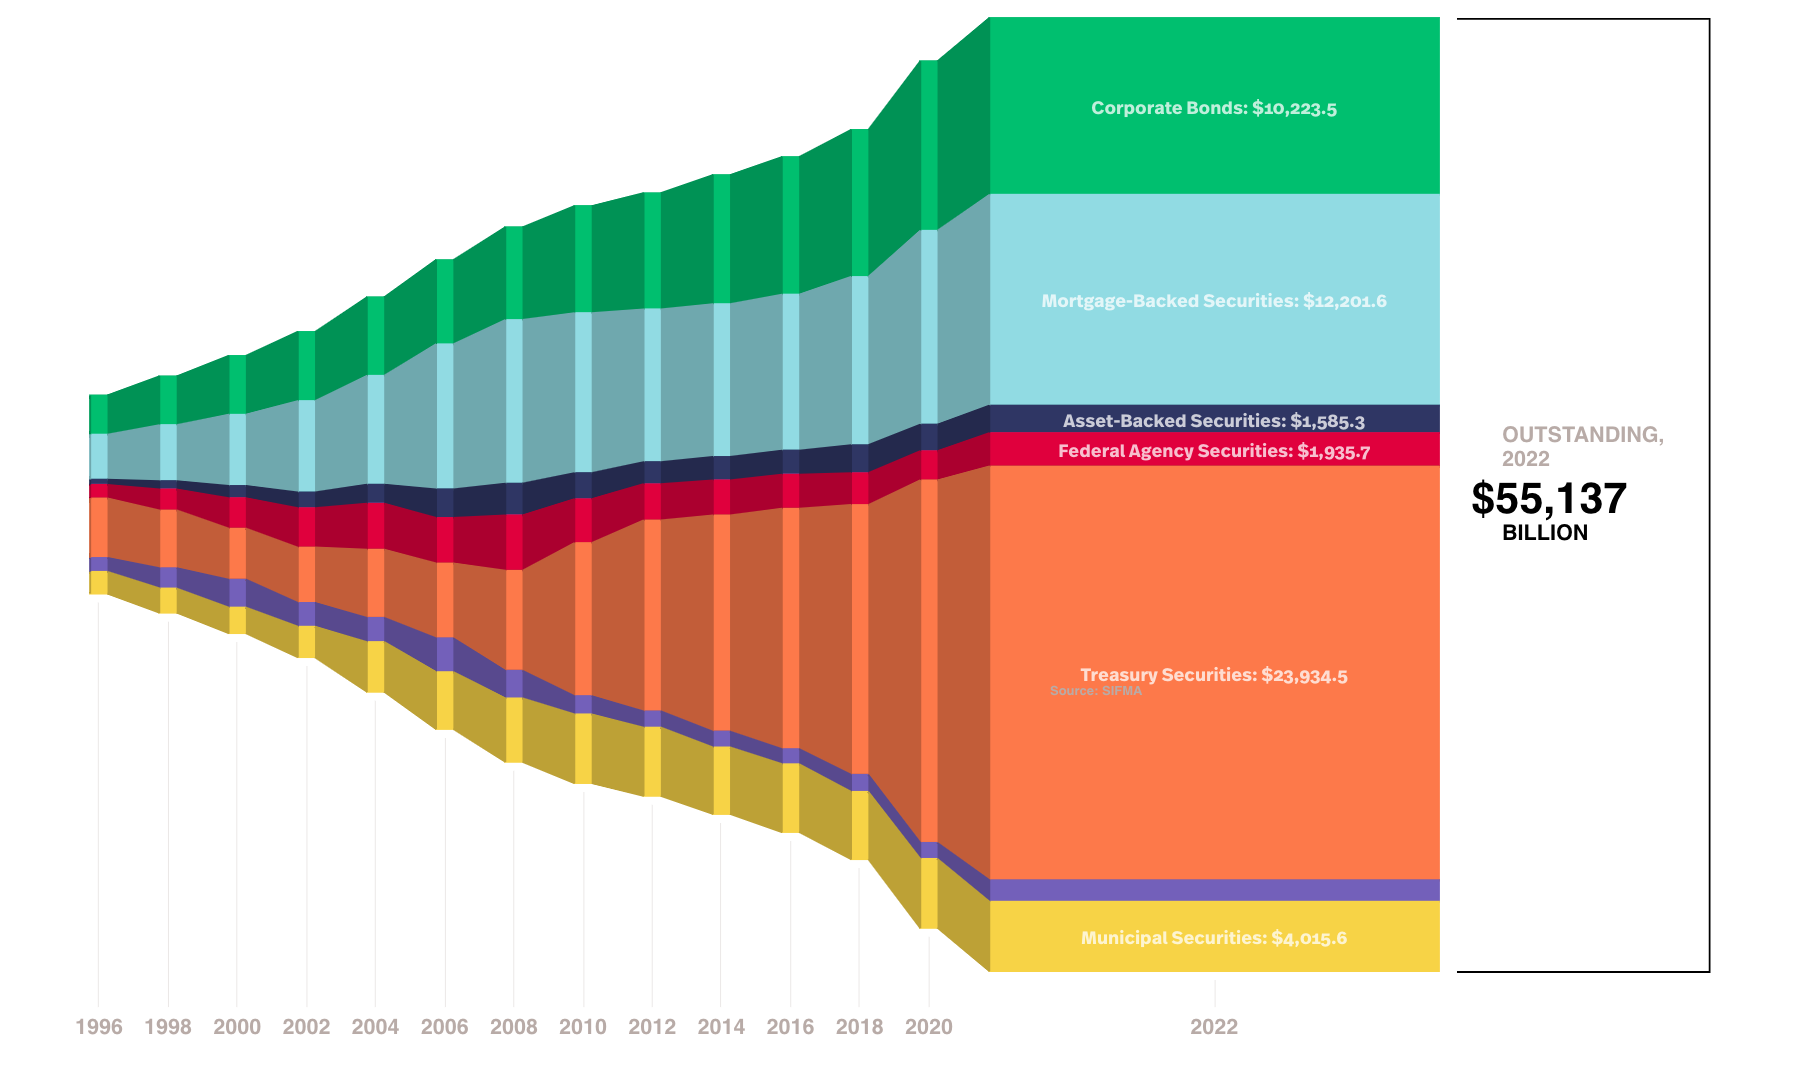 Corporate Bonds: $10,223.5
Mortgage-Backed Securities: $12,201.6
Asset-Backed Securities: $1,585.3
Federal Agency Securities: $1,935.7
Treasury Securities: $23,934.5
Source: SIFMA
Municipal Securities: $4,015.6
OUTSTANDING,
2022
$55,137
BILLION
1996 1998 2000 2002 2004 2006 2008 2010 2012 2014 2016 2018 2020 2022